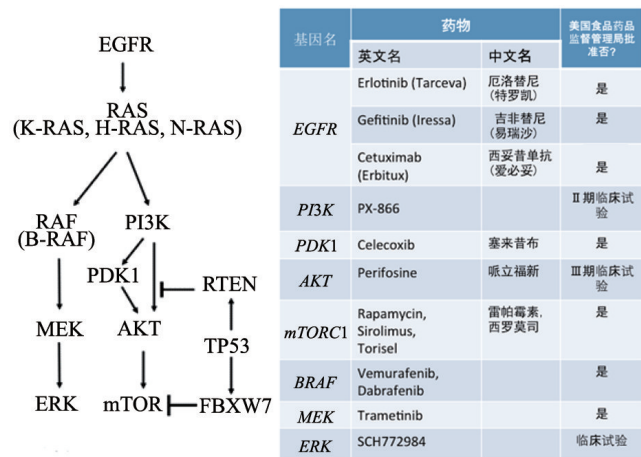 EGFR
RAS
(K-RAS, H-RAS, N-RAS)
RAF
(B-RAF)
PI3K
PDK1
RTEN
MEK
AKT
TP53
ERK
mTOR
FBXW7
基因名
药物
美国食品药品
监督管理局批
准否?
英文名
中文名
EGFR
Erlotinib (Tarceva)
厄洛替尼
(特罗凯)
是
Gefitinib (Iressa)
吉非替尼
(易瑞沙)
是
Cetuximab
(Erbitux)
西妥昔单抗
(爱必妥)
是
PI3K
PX-866
II期临床试
验
PDK1
Celecoxib
塞来昔布
是
AKT
Perifosine
哌立福新
III期临床试
验
mTORC1
Rapamycin,
Sirolimus,
Torisel
雷帕霉素,
西罗莫司
是
BRAF
Vemurafenib,
Dabrafenib
是
MEK
Trametinib
是
ERK
SCH772984
临床试验